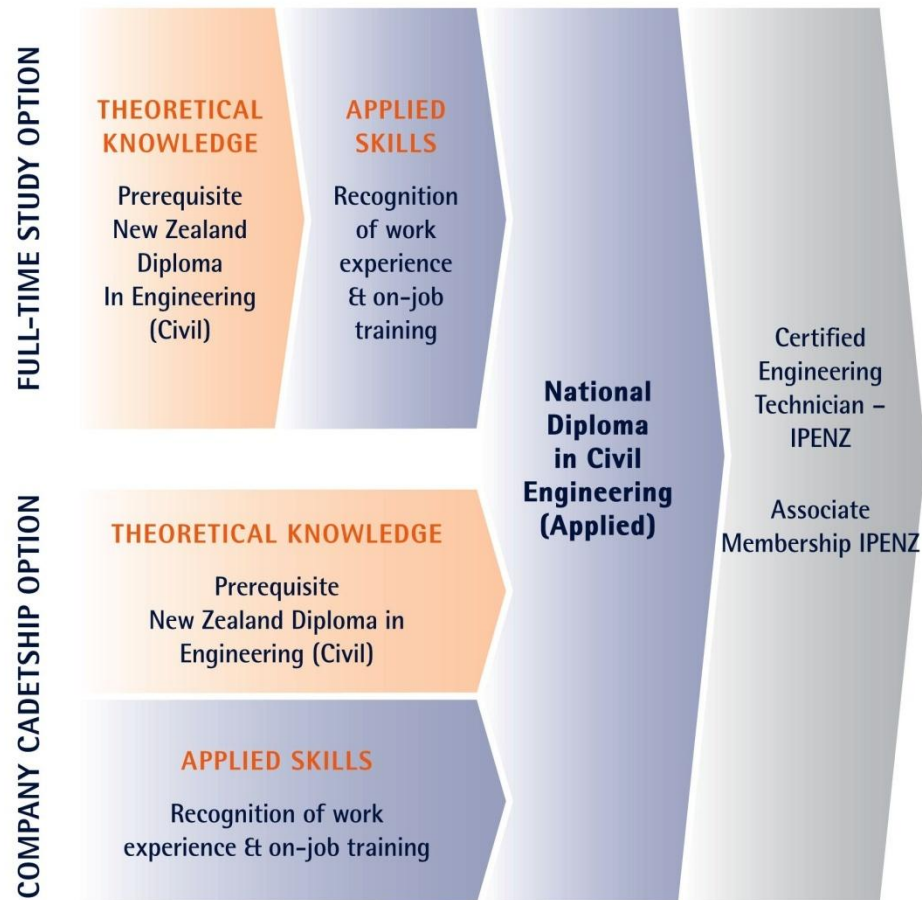 FULL-TIME STUDY OPTION
THEORETICAL
KNOWLEDGE
Prerequisite
New Zealand
Diploma
In Engineering
(Civil)
APPLIED
SKILLS
Recognition
of work
experience
& on-job
training
COMPANY CADETSHIP OPTION
THEORETICAL KNOWLEDGE
Prerequisite
New Zealand Diploma in
Engineering (Civil)
APPLIED SKILLS
Recognition of work
experience & on-job training
National
Diploma
in Civil
Engineering
(Applied)
Certified
Engineering
Technician –
IPENZ
Associate
Membership IPENZ